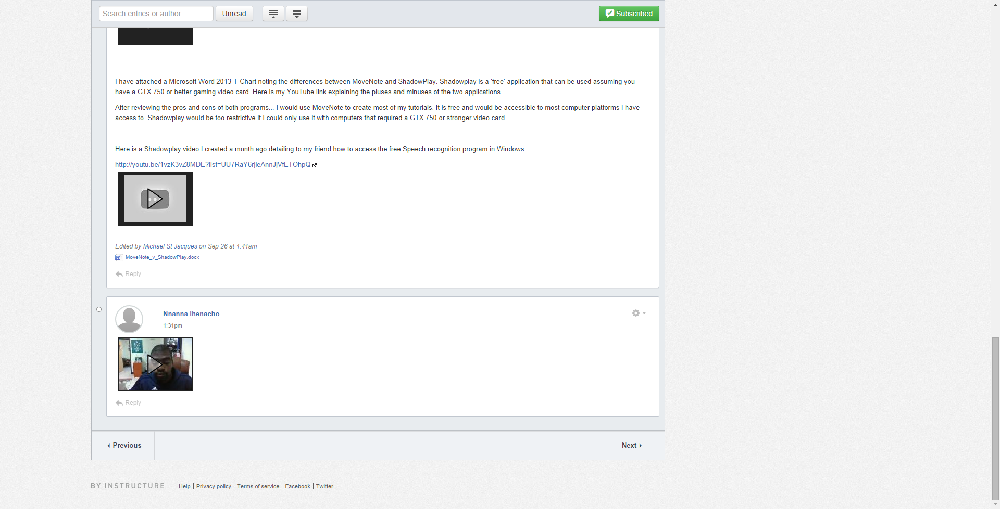 Search entries or author
Unread
Subscribed
I have attached a Microsoft Word 2013 T-Chart noting the differences between MoveNote and ShadowPlay. Shadowplay is a 'free' application that can be used assuming you
have a GTX 750 or better gaming video card. Here is my YouTube link explaining the pluses and minuses of the two applications.
After reviewing the pros and cons of both programs... I would use MoveNote to create most of my tutorials. It is free and would be accessible to most computer platforms I have
access to. Shadowplay would be too restrictive if I could only use it with computers that required a GTX 750 or stronger video card.
Here is a Shadowplay video I created a month ago detailing to my friend how to access the free Speech recognition program in Windows.
http://youtu.be/1vzK3vZ8MDE?list=UU7RaY6rjieAnnJjVfETOhpQ
Edited by Michael St Jacques on Sep 26 at 1:41am
MoveNote_v_ShadowPlay.docx
Reply
Nnanna Ihenacho
1:31pm
Reply
Previous
Next
BY INSTRUCTURE
Help | Privacy policy | Terms of service | Facebook | Twitter